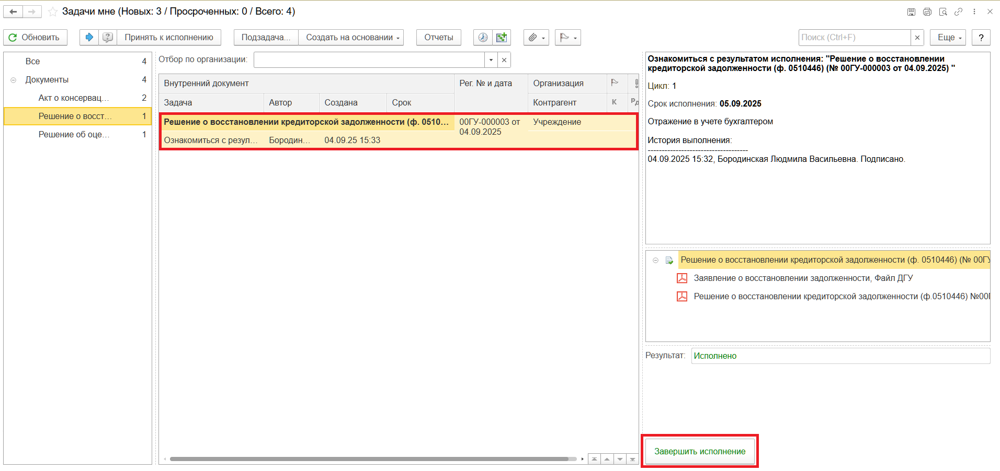 Задачи мне (Новых: 3 / Просроченных: 0 / Всего: 4)
Обновить
Принять к исполнению
Подзадача...
Создать на основании
Отчеты
Поиск (Ctrl+F)
Еще
?
Все 4
Документы 4
Акт о консервац... 2
Решение о восст... 1
Решение об оце... 1
Отбор по организации:
Внутренний документ
Рег. № и дата
Организация
Задача
Автор
Создана
Срок
Контрагент
К
Решение о восстановлении кредиторской задолженности (ф. 0510...
00ГУ-000003 от
04.09.2025
Учреждение
Ознакомиться с резул...
Бородин...
04.09.25 15:33
Ознакомиться с результатом исполнения: "Решение о восстановлении
кредиторской задолженности (ф. 0510446) (№ 00ГУ-000003 от 04.09.2025) "
Цикл: 1
Срок исполнения: 05.09.2025
Отражение в учете бухгалтером
История выполнения:
------------------------------------
04.09.2025 15:32, Бородинская Людмила Васильевна. Подписано.
Решение о восстановлении кредиторской задолженности (ф. 0510446) (№ 00ГУ
Заявление о восстановлении задолженности, Файл ДГУ
Решение о восстановлении кредиторской задолженности (ф.0510446) №00
Результат: Исполнено
Завершить исполнение